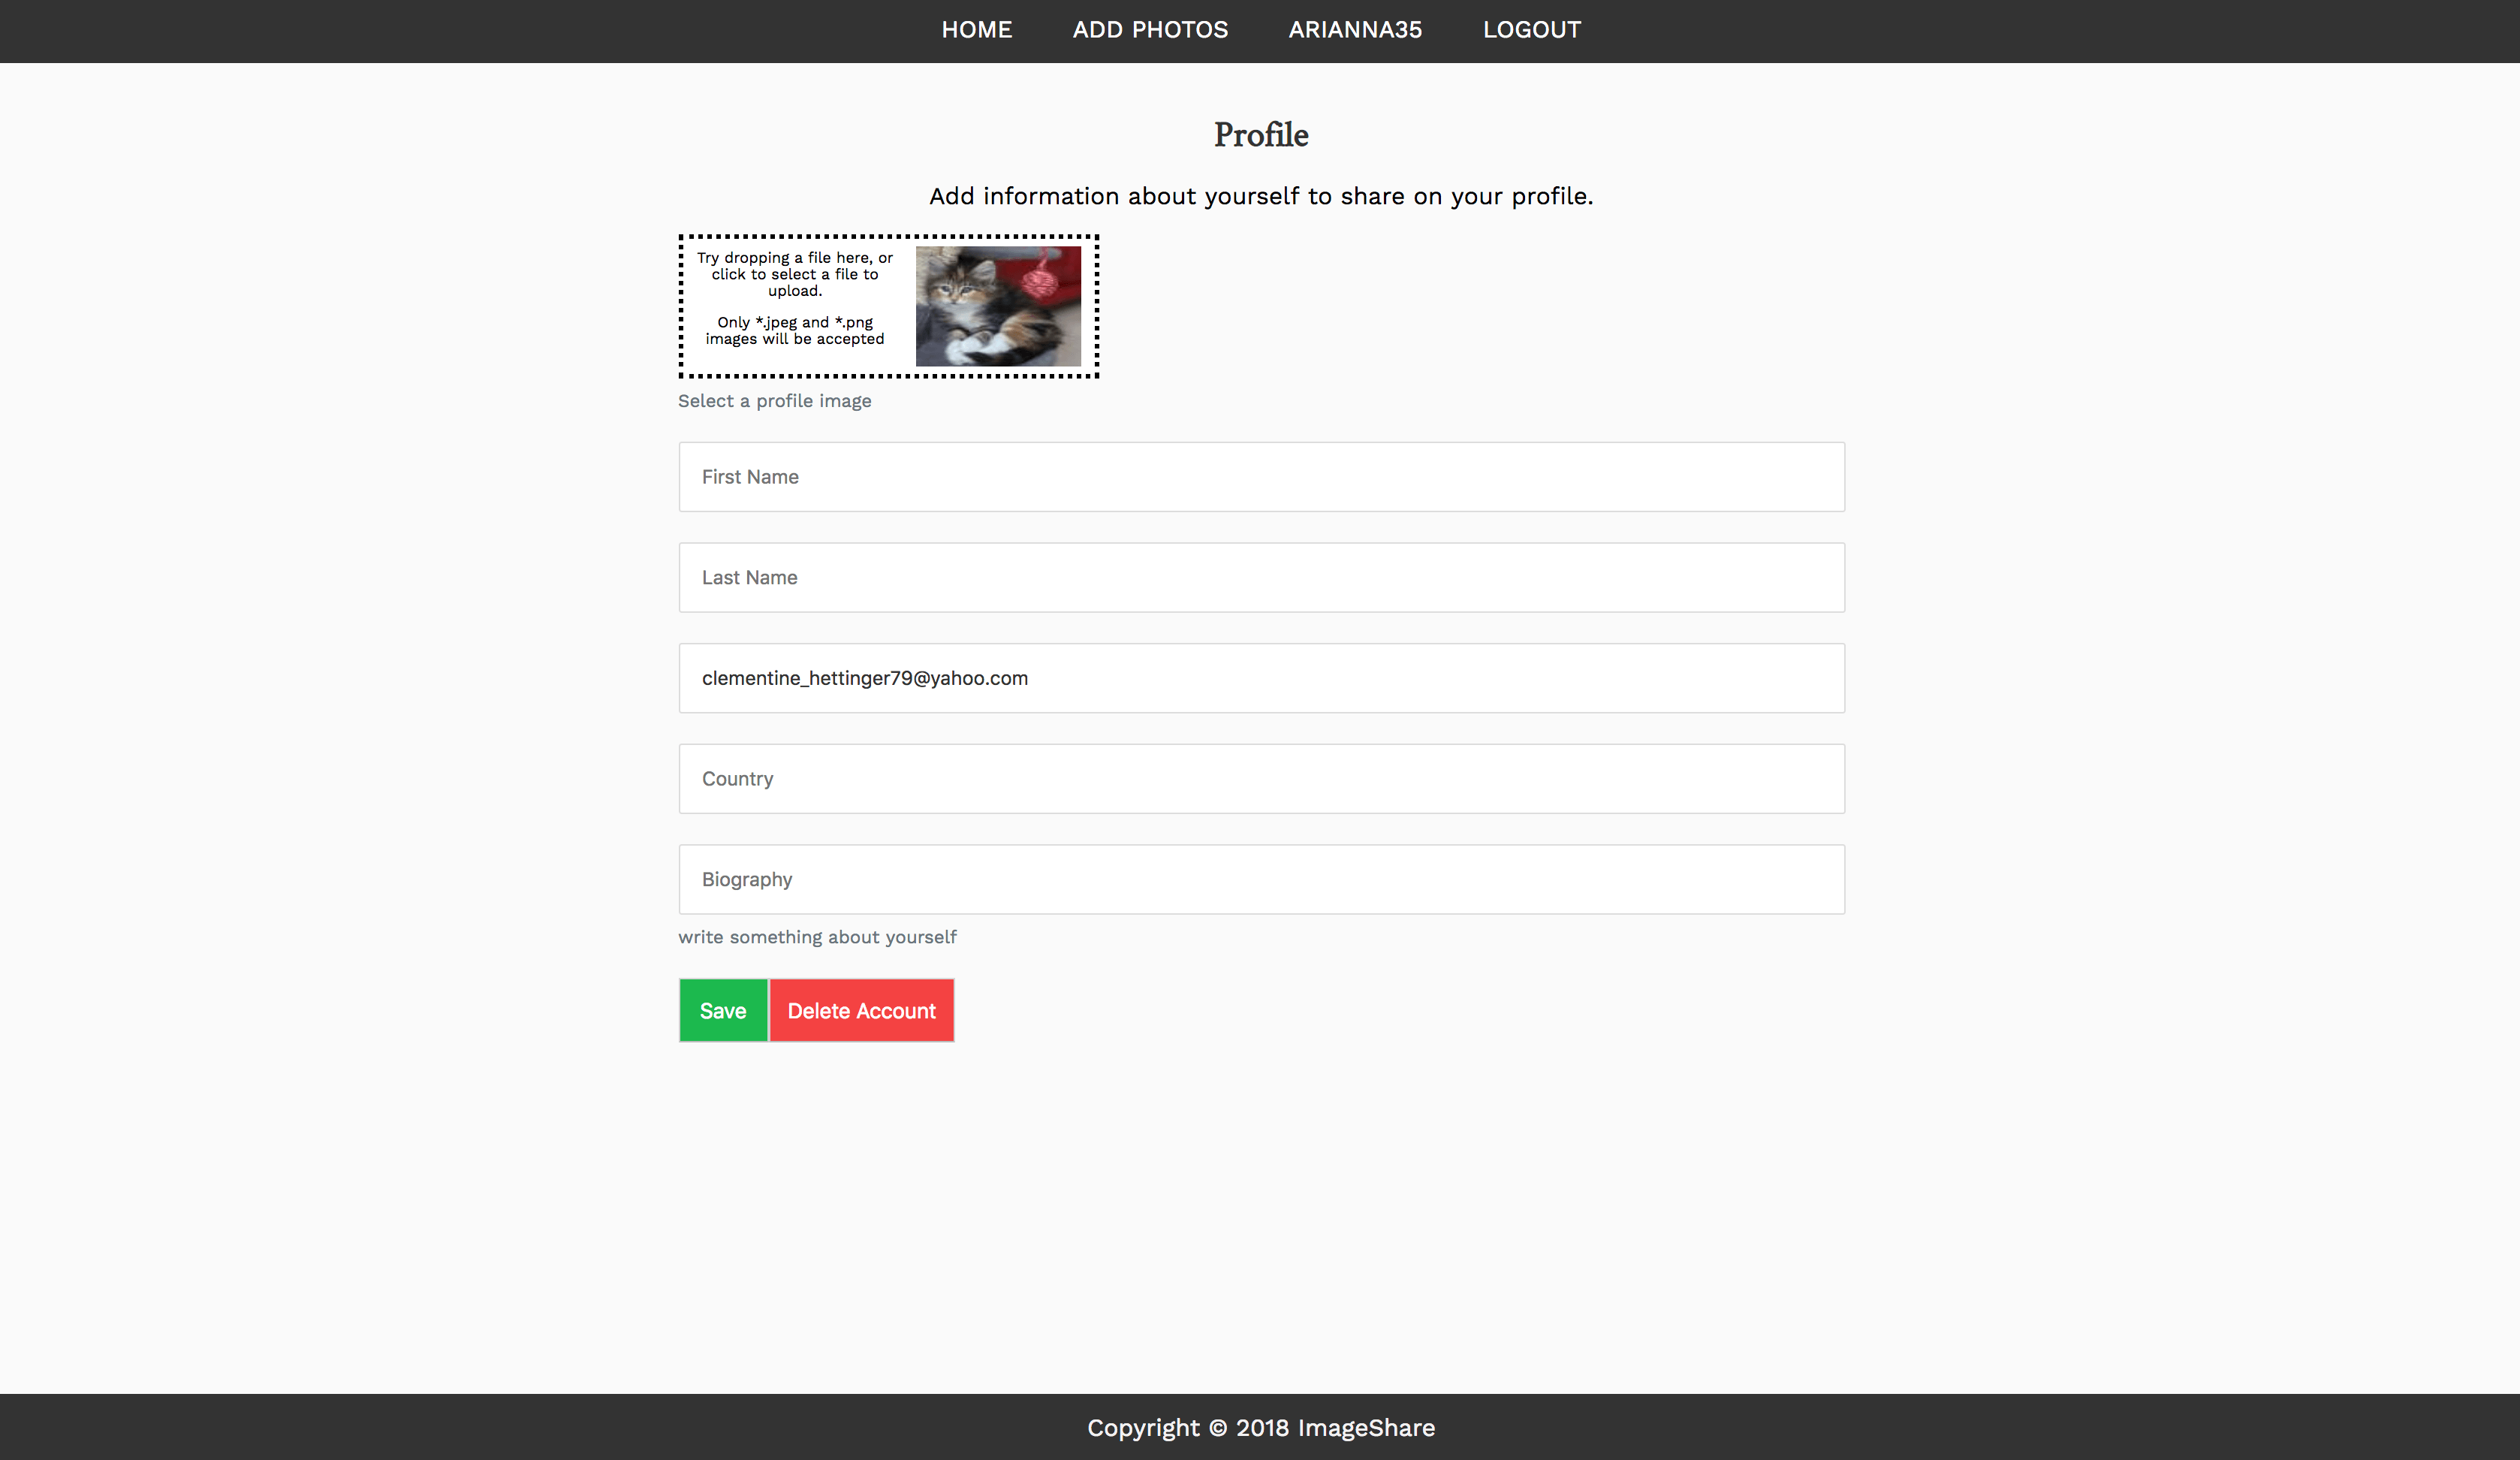 HOME ADD PHOTOS ARIANNA35 LOGOUT
Profile
Add information about yourself to share on your profile.
Try dropping a file here, or
click to select a file to
upload.
Only *.jpeg and *.png
images will be accepted
Select a profile image
First Name
Last Name
clementine_hettinger79@yahoo.com
Country
Biography
write something about yourself
Save Delete Account
Copyright © 2018 ImageShare